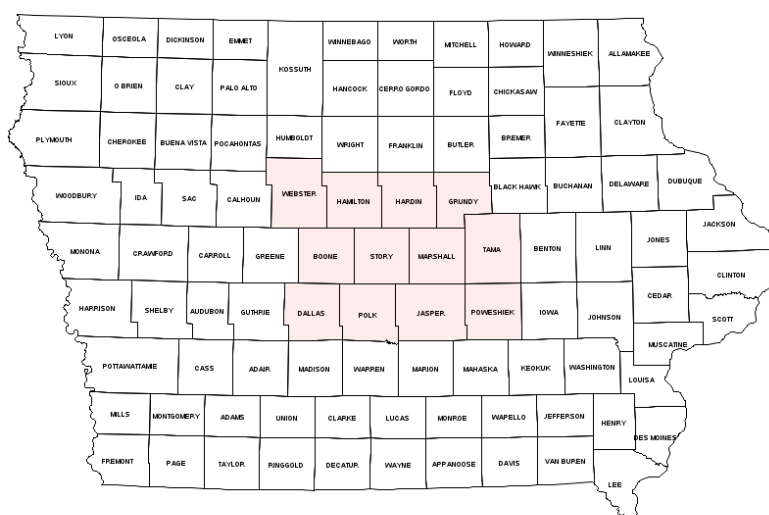 LYON
OSCEOLA
DICKINSON
EMMET
KOSSUTH
WINNEBAGO
WORTH
MITCHELL
HOWARD
WINNESHIEK
ALLAMAKEE
SIOUX
O BRIEN
CLAY
PALO ALTO
HANCOCK
CERRO GORDO
FLOYD
CHICKASAW
FAYETTE
CLAYTON
PLYMOUTH
CHEROKEE
BUENA VISTA
POCAHONTAS
HUMBOLDT
WRIGHT
FRANKLIN
BUTLER
BREMER
WOODBURY
IDA
SAC
CALHOUN
WEBSTER
HAMILTON
HARDIN
GRUNDY
BLACK HAWK
BUCHANAN
DELAWARE
DUBUQUE
MONONA
CRAWFORD
CARROLL
GREENE
BOONE
STORY
MARSHALL
TAMA
BENTON
LINN
JONES
JACKSON
CLINTON
HARRISON
SHELBY
AUDUBON
GUTHRIE
DALLAS
POLK
JASPER
POWESHIEK
IOWA
JOHNSON
CEDAR
SCOTT
MUSCATINE
POTTAWATTAMIE
CASS
ADAIR
MADISON
WARREN
MARION
MAHASKA
KEOKUK
WASHINGTON
LOUISA
MILLS
MONTGOMERY
ADAMS
UNION
CLARKE
LUCAS
MONROE
WAPELLO
JEFFERSON
HENRY
DES MOINES
FREMONT
PAGE
TAYLOR
RINGGOLD
DECATUR
WAYNE
APPANOOSE
DAVIS
VAN BUREN
LEE